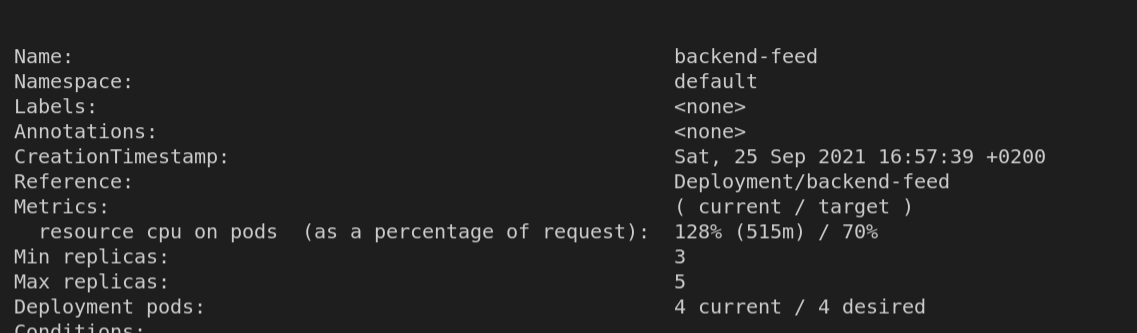 Name: backend-feed
Namespace: default
Labels: <none>
Annotations: <none>
CreationTimestamp: Sat, 25 Sep 2021 16:57:39 +0200
Reference: Deployment/backend-feed
Metrics: ( current / target )
resource cpu on pods (as a percentage of request): 128% (515m) / 70%
Min replicas: 3
Max replicas: 5
Deployment pods: 4 current / 4 desired
Conditions: